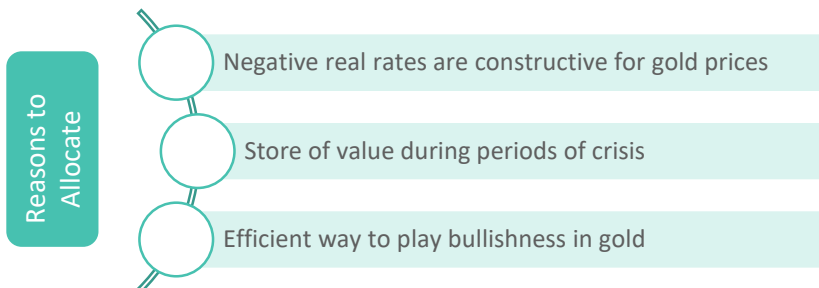 Reasons to
Allocate
Negative real rates are constructive for gold prices
Store of value during periods of crisis
Efficient way to play bullishness in gold